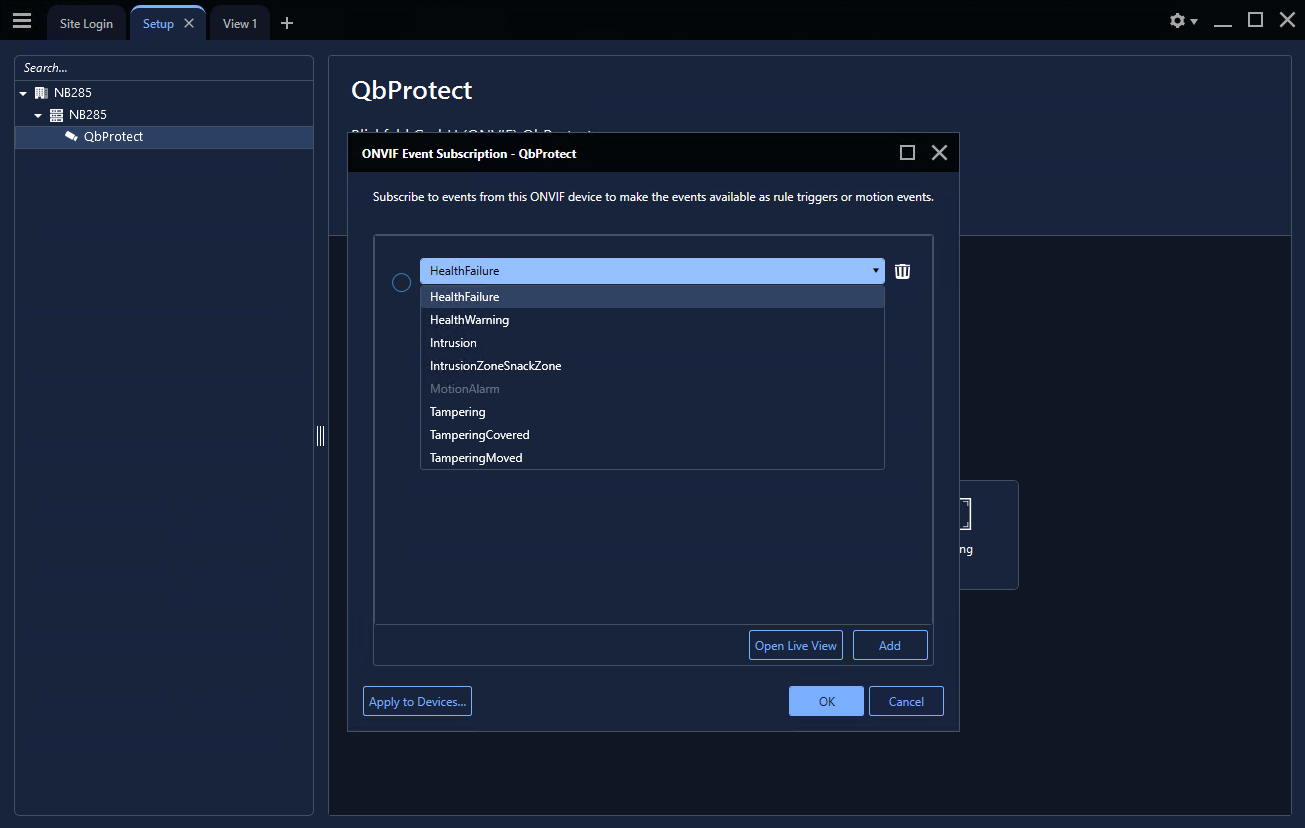 Site Login
Setup
View 1
Search...
NB285
NB285
QbProtect
QbProtect
ONVIF Event Subscription - QbProtect
Subscribe to events from this ONVIF device to make the events available as rule triggers or motion events.
HealthFailure
HealthFailure
HealthWarning
Intrusion
IntrusionZoneSnackZone
MotionAlarm
Tampering
TamperingCovered
TamperingMoved
ng
Open Live View
Add
Apply to Devices...
OK
Cancel